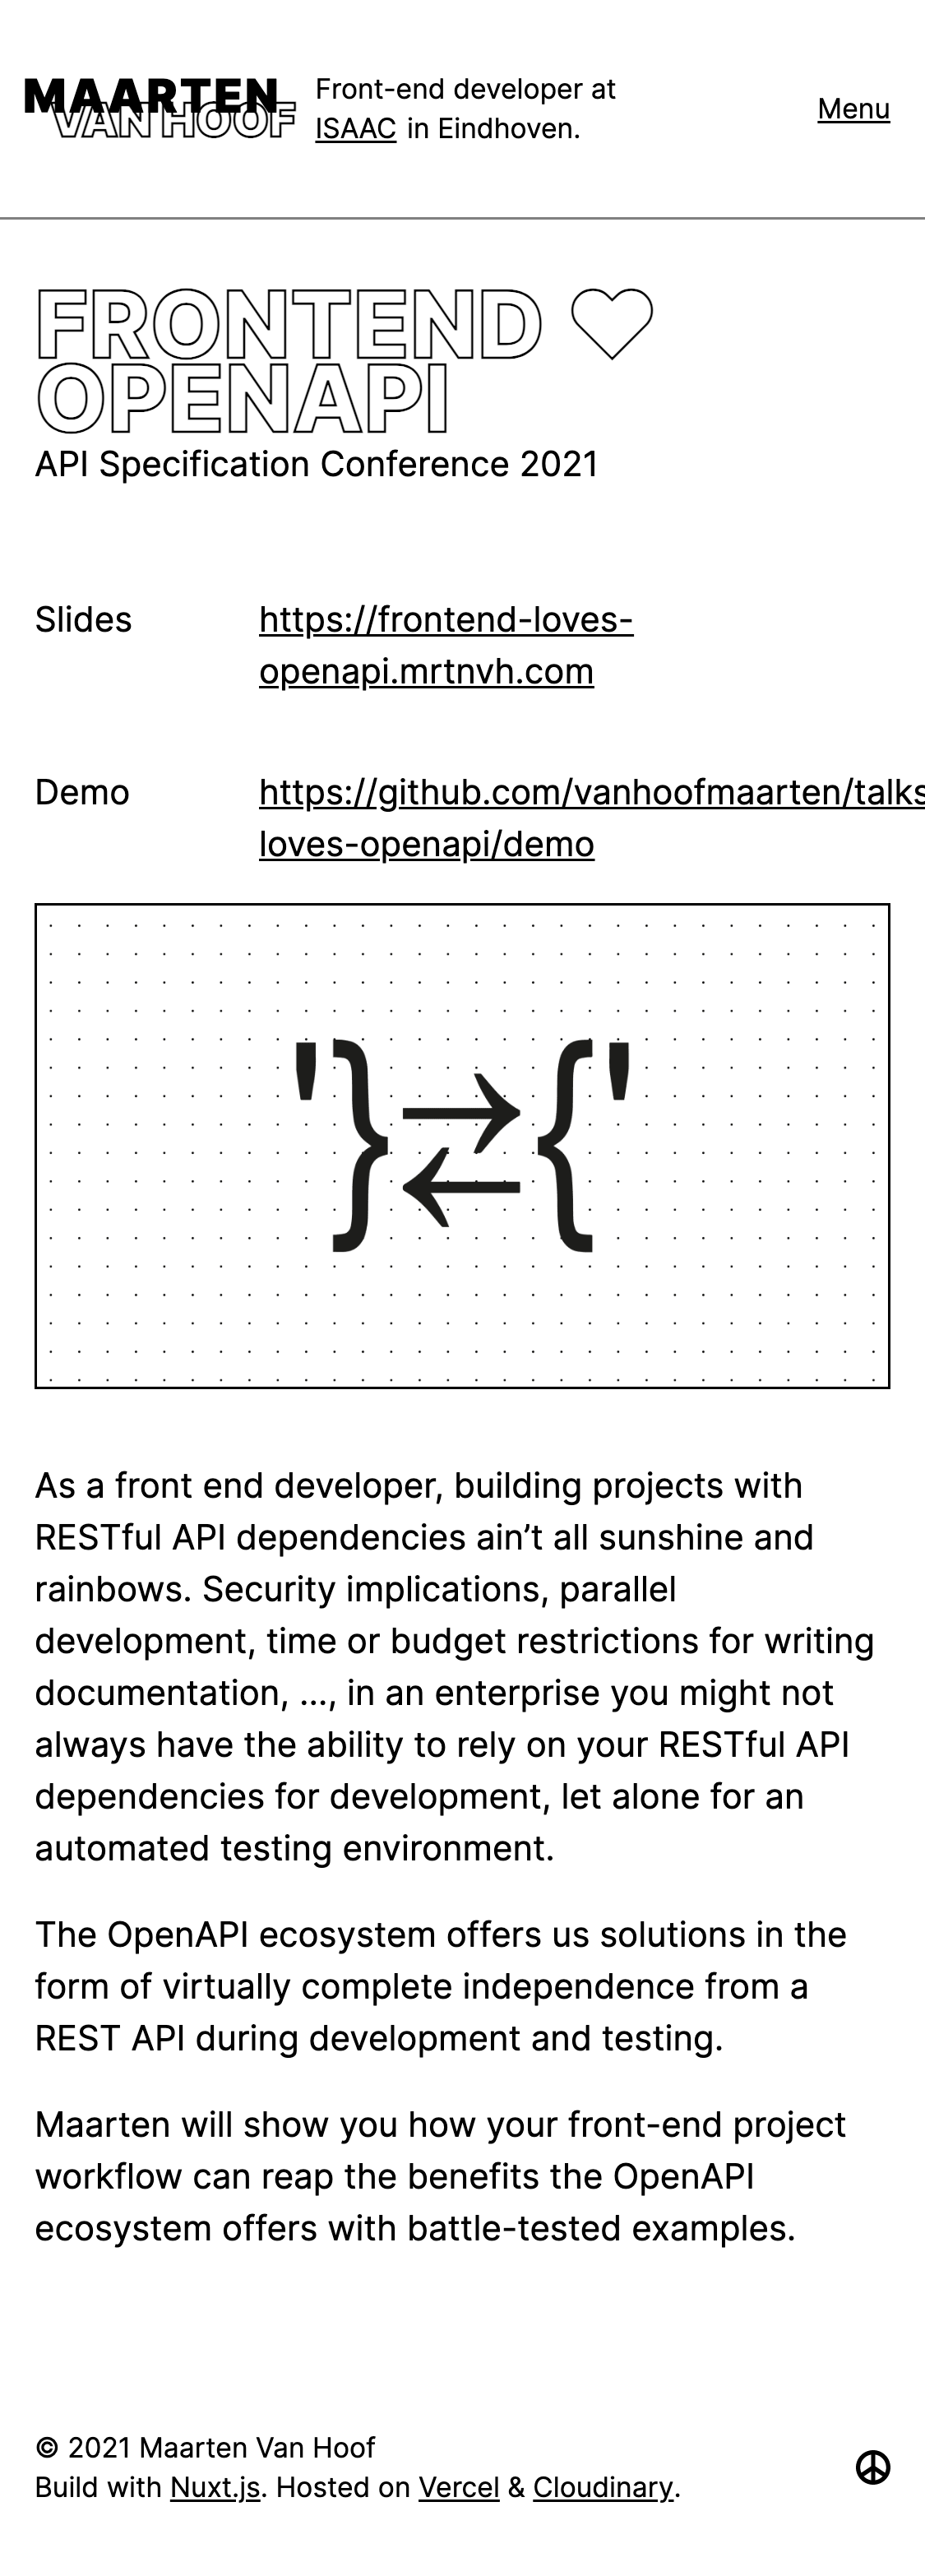 MAARTEN
VAN HOOF
Front-end developer at
ISAAC in Eindhoven.
Menu
FRONTEND ♡
OPENAPI
API Specification Conference 2021
Slides
https://frontend-loves-
openapi.mrtnvh.com
Demo
https://github.com/vanhoofmaarten/talks
loves-openapi/demo
'}⇄{'
As a front end developer, building projects with
RESTful API dependencies ain’t all sunshine and
rainbows. Security implications, parallel
development, time or budget restrictions for writing
documentation, ..., in an enterprise you might not
always have the ability to rely on your RESTful API
dependencies for development, let alone for an
automated testing environment.
The OpenAPI ecosystem offers us solutions in the
form of virtually complete independence from a
REST API during development and testing.
Maarten will show you how your front-end project
workflow can reap the benefits the OpenAPI
ecosystem offers with battle-tested examples.
© 2021 Maarten Van Hoof
Build with Nuxt.js. Hosted on Vercel & Cloudinary.